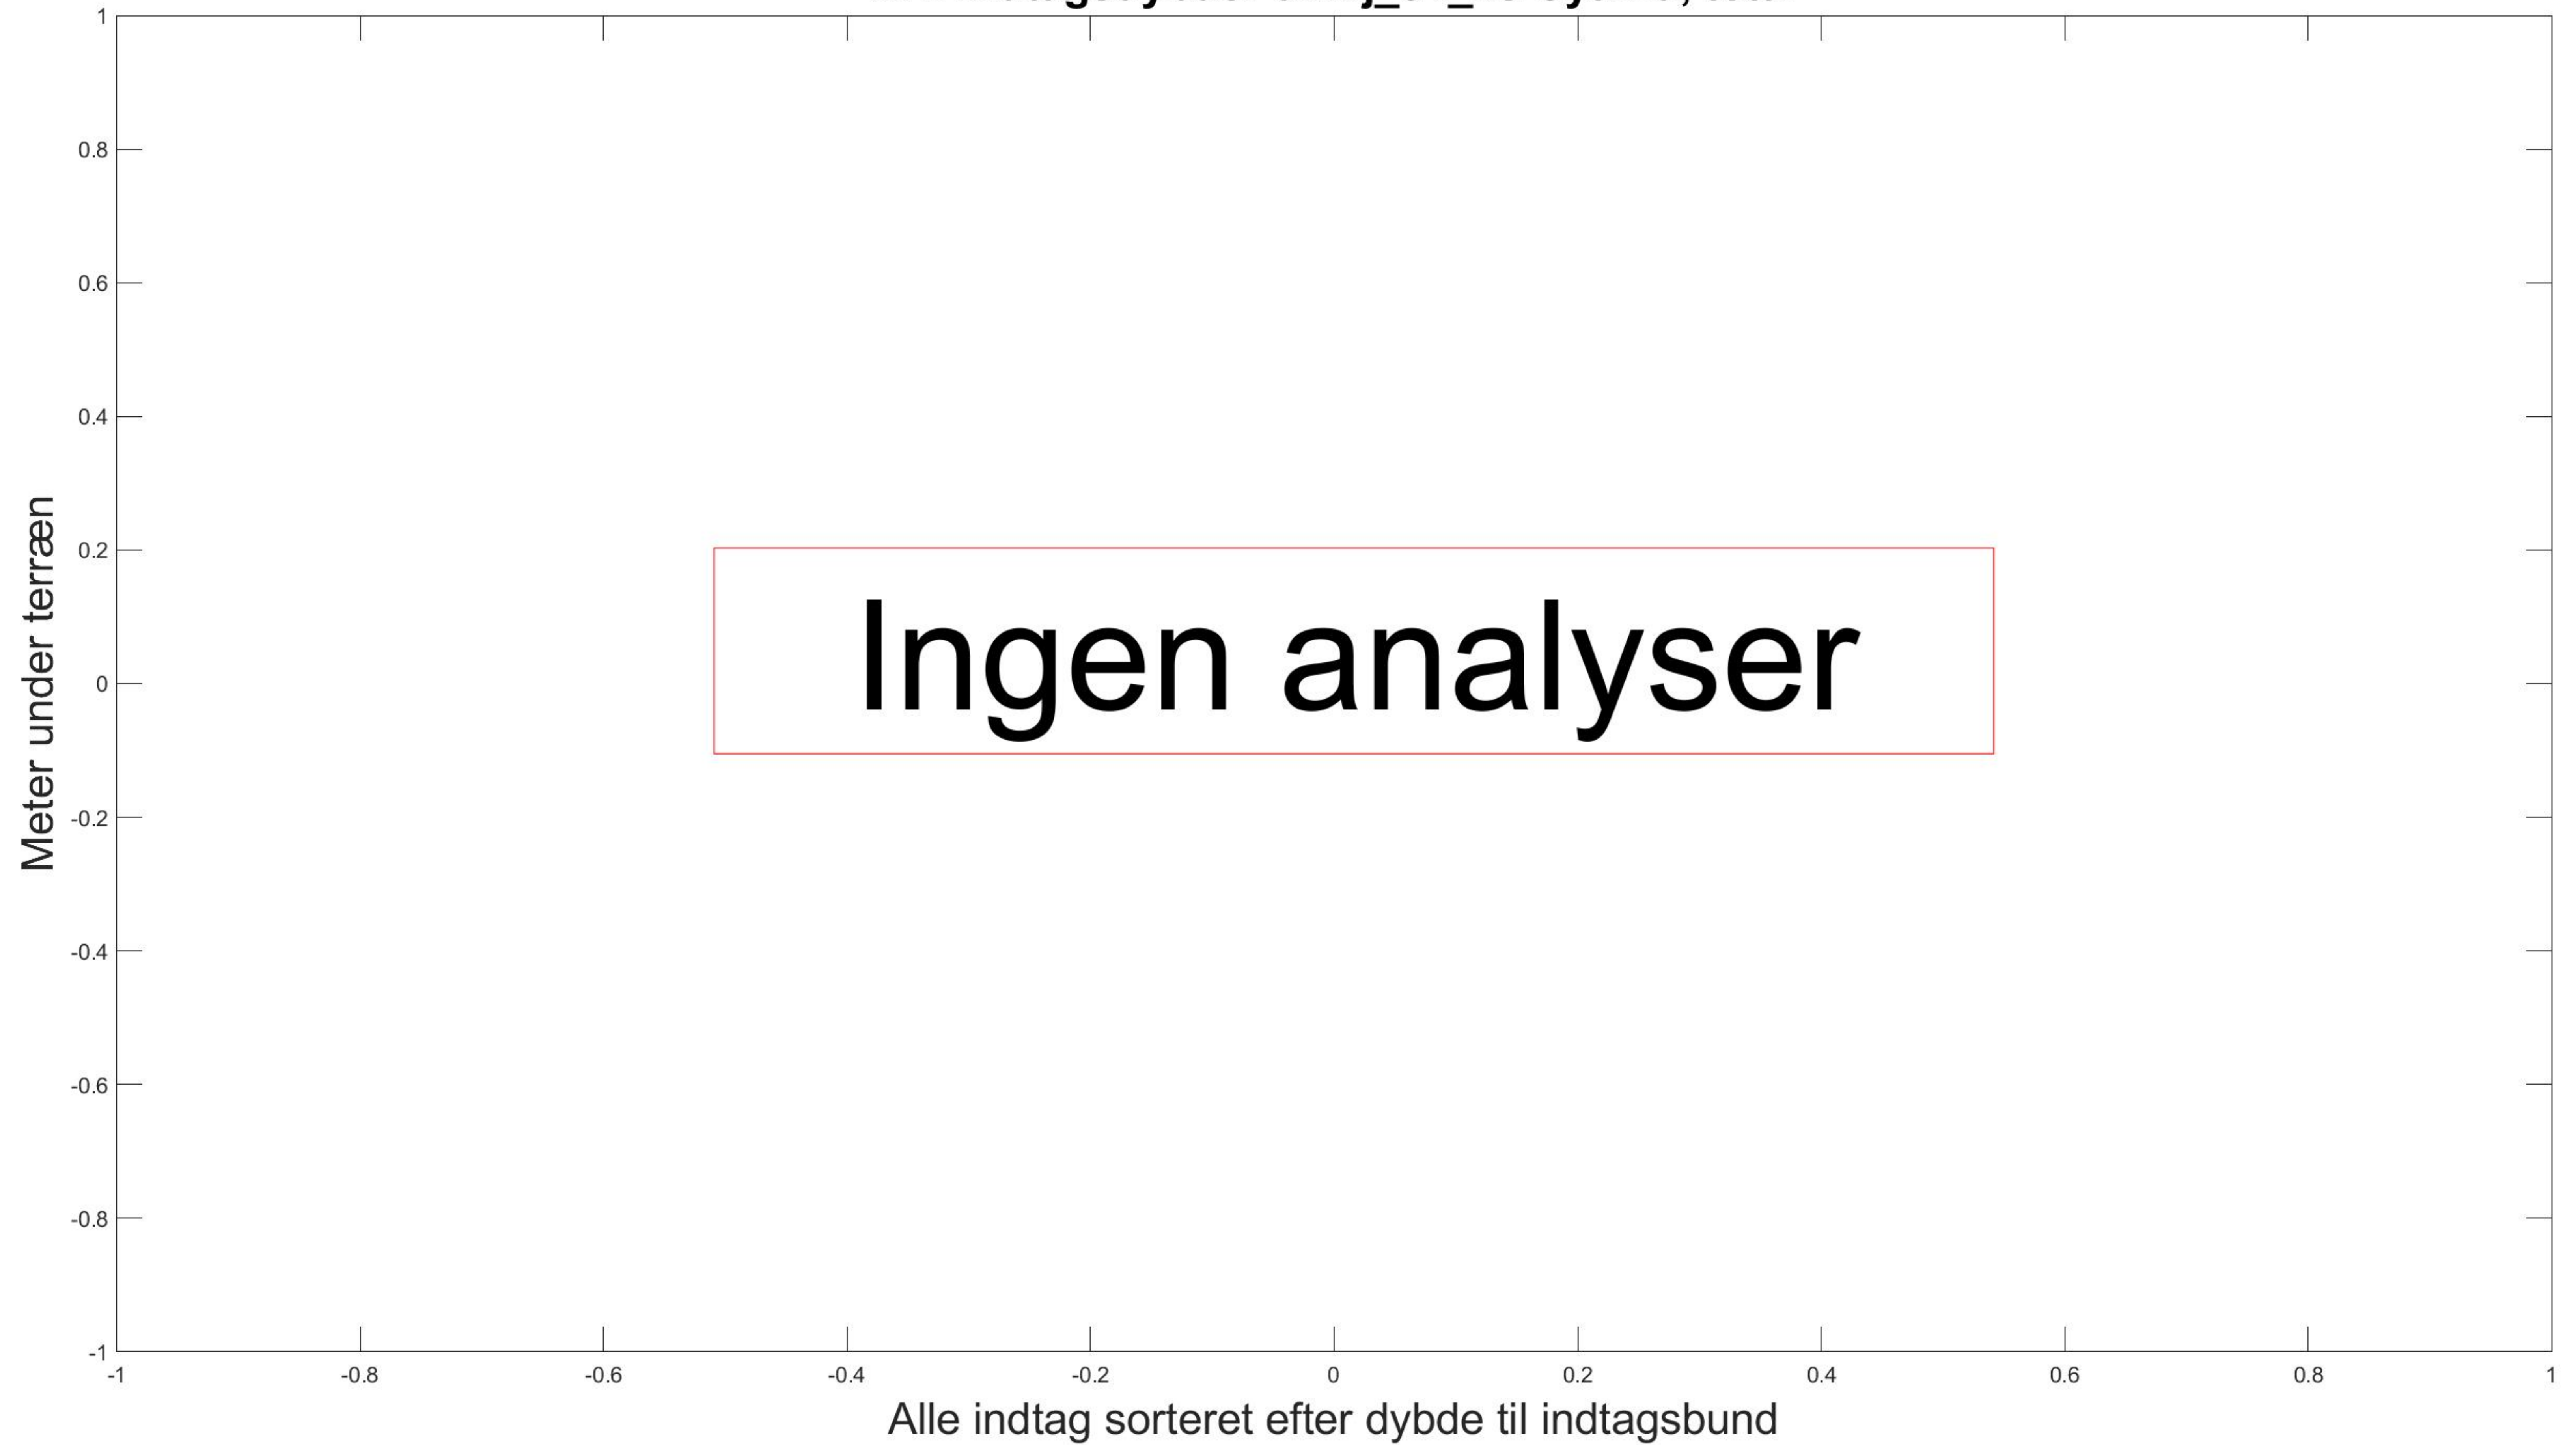 1
0.8
0.6
0.4
0.2
0
-0.2
-0.4
-0.6
-0.8
-1
Meter under terræn
Ingen analyser
-1 -0.8 -0.6 -0.4 -0.2 0 0.2 0.4 0.6 0.8 1
Alle indtag sorteret efter dybde til indtagsbund